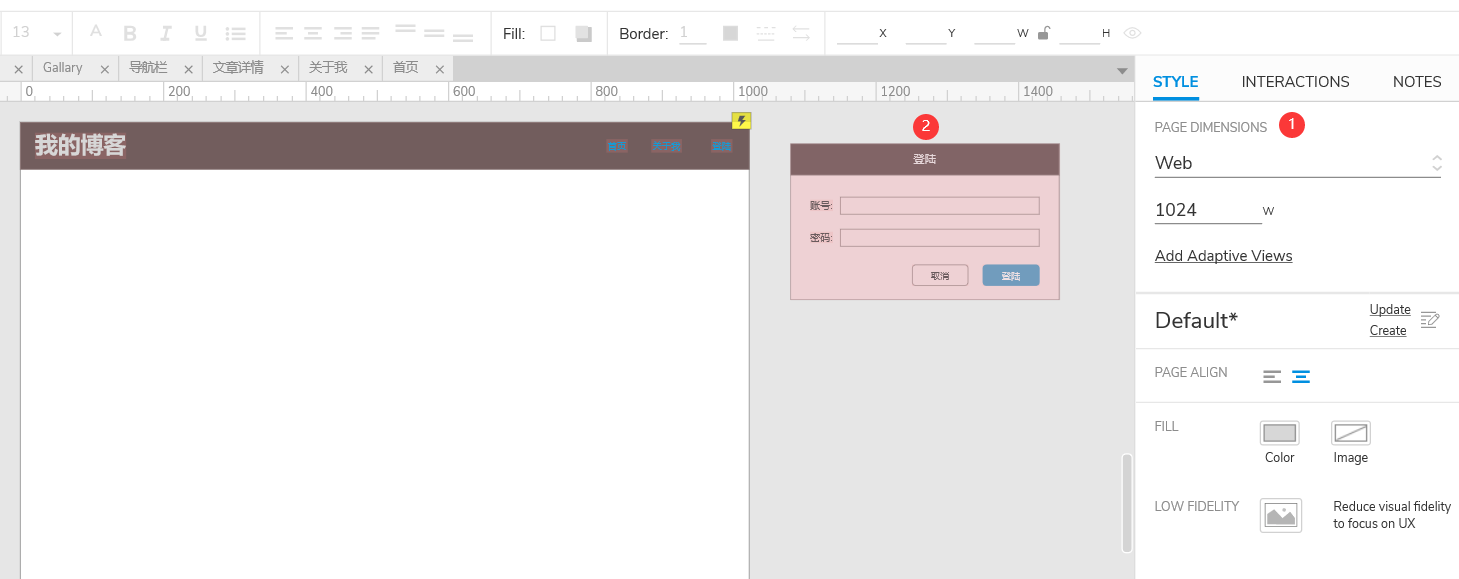 13 A B I U Fill: Border: 1 X Y W H
Gallary 导航栏 文章详情 关于我 首页
0 200 400 600 800 1000 1200 1400
STYLE INTERACTIONS NOTES
PAGE DIMENSIONS 1
Web
1024 W
Add Adaptive Views
Default* Update
Create
PAGE ALIGN
FILL
Color Image
LOW FIDELITY Reduce visual fidelity
to focus on UX
我的博客 首页 关于我 登陆
2
登陆
账号:
密码:
取消 登陆